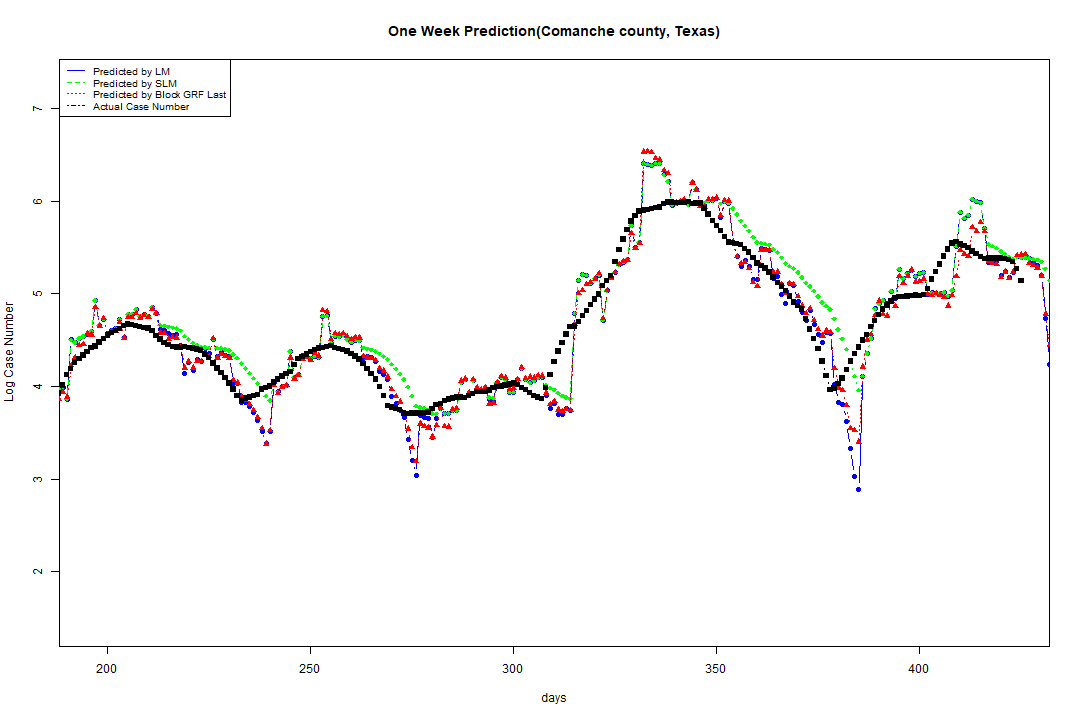 One Week Prediction(Comanche county, Texas)
Predicted by LM
Predicted by SLM
Predicted by Block GRF Last
Actual Case Number
Log Case Number
7
6
5
4
3
2
200 250 300 350 400
days